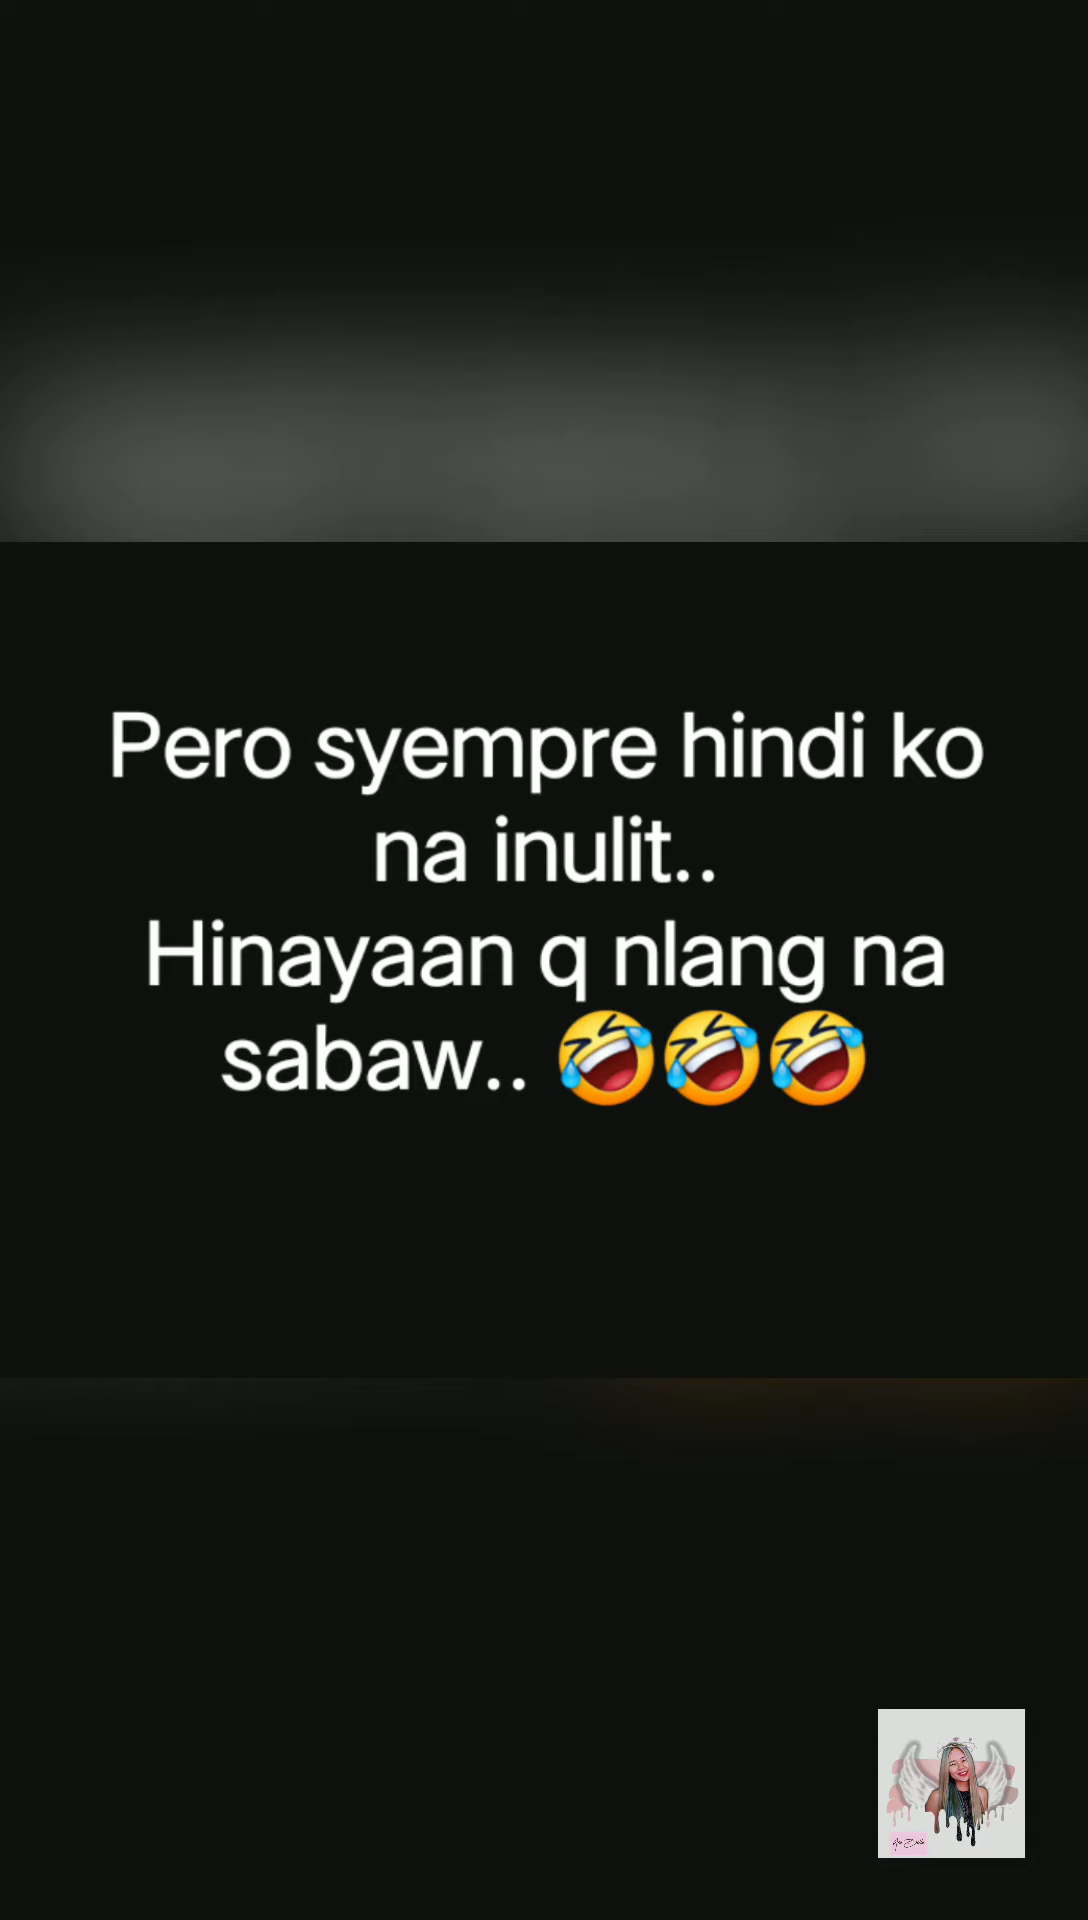 Pero syempre hindi ko
na inulit..
Hinayaan q nlang na
sabaw.. 🤣🤣🤣